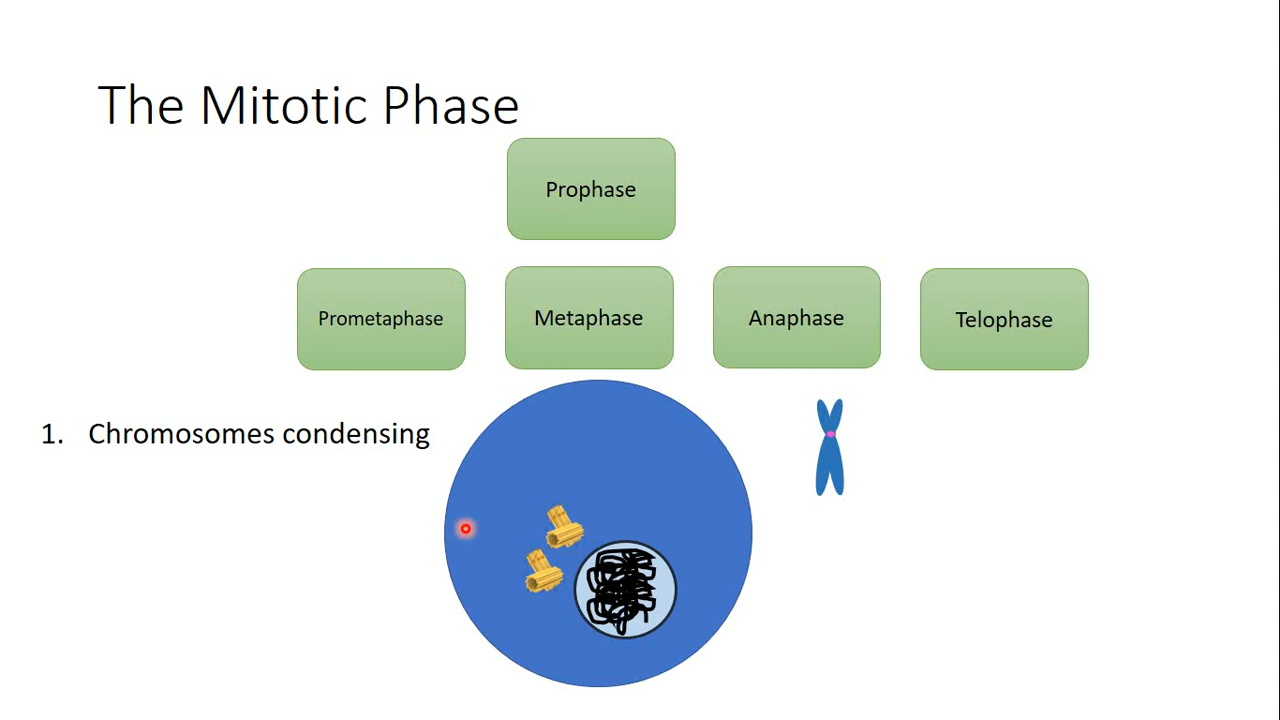 The Mitotic Phase
Prophase
Prometaphase
Metaphase
Anaphase
Telophase
1. Chromosomes condensing